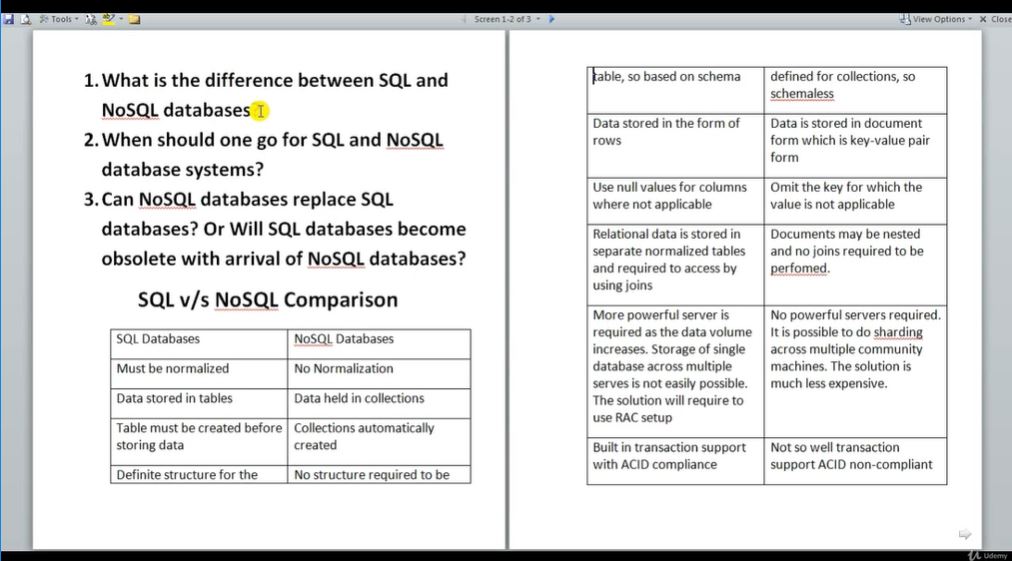 Tools
Screen 1-2 of 3
View Options
Close
1. What is the difference between SQL and
NoSQL databases
2. When should one go for SQL and NoSQL
database systems?
3. Can NoSQL databases replace SQL
databases? Or Will SQL databases become
obsolete with arrival of NoSQL databases?
SQL v/s NoSQL Comparison
SQL Databases
NoSQL Databases
Must be normalized
No Normalization
Data stored in tables
Data held in collections
Table must be created before
storing data
Collections automatically
created
Definite structure for the
No structure required to be
table, so based on schema
defined for collections, so
schemaless
Data stored in the form of
rows
Data is stored in document
form which is key-value pair
form
Use null values for columns
where not applicable
Omit the key for which the
value is not applicable
Relational data is stored in
separate normalized tables
and required to access by
using joins
Documents may be nested
and no joins required to be
perfomed.
More powerful server is
required as the data volume
increases. Storage of single
database across multiple
serves is not easily possible.
The solution will require to
use RAC setup
No powerful servers required.
It is possible to do sharding
across multiple community
machines. The solution is
much less expensive.
Built in transaction support
with ACID compliance
Not so well transaction
support ACID non-compliant
Udemy